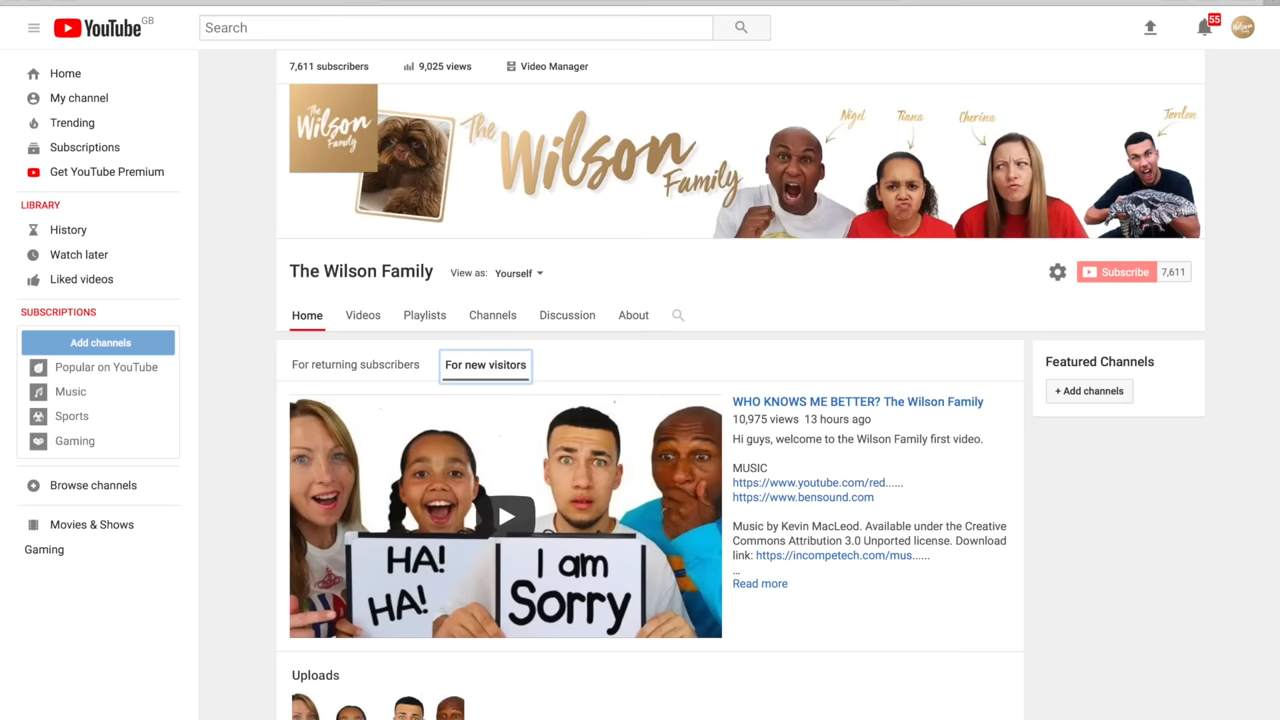 YouTube GB
Search
55
Wilson
7,611 subscribers
9,025 views
Video Manager
Home
My channel
Trending
Subscriptions
Get YouTube Premium
LIBRARY
History
Watch later
Liked videos
SUBSCRIPTIONS
Add channels
Popular on YouTube
Music
Sports
Gaming
Browse channels
Movies & Shows
Gaming
The
Wilson
Family
The
Wilson
Family
Nigel
Tiana
Cherina
Jordon
The Wilson Family
View as: Yourself
Subscribe 7,611
Home Videos Playlists Channels Discussion About
For returning subscribers
For new visitors
HA!
HA!
I am
Sorry
WHO KNOWS ME BETTER? The Wilson Family
10,975 views 13 hours ago
Hi guys, welcome to the Wilson Family first video.
MUSIC
https://www.youtube.com/red......
https://www.bensound.com
Music by Kevin MacLeod. Available under the Creative
Commons Attribution 3.0 Unported license. Download
link: https://incompetech.com/mus......
...
Read more
Uploads
Featured Channels
+ Add channels